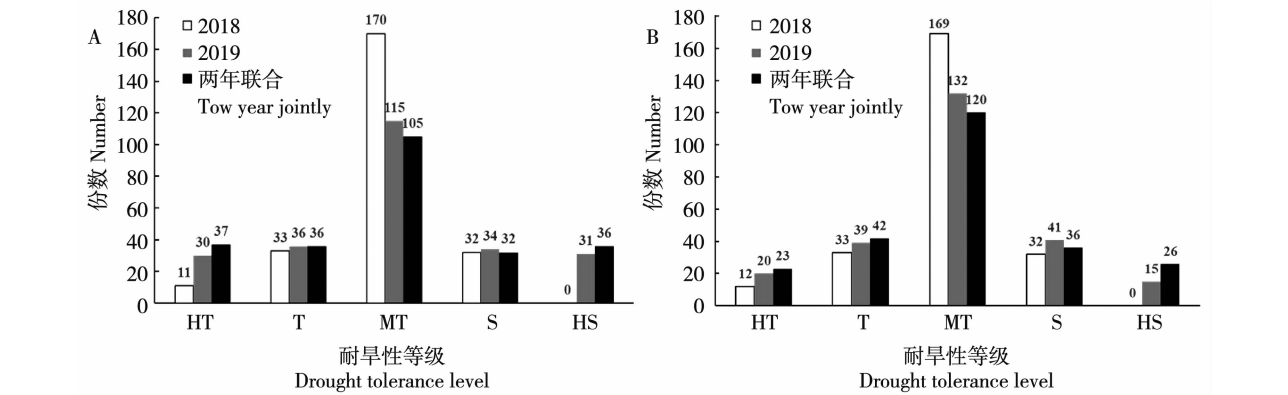 A
180
160
140
120
100
80
60
40
20
0
份数 Number
2018
2019
两年联合
Tow year jointly
11
30
37
33
36
36
170
115
105
32
34
32
0
31
36
HT
T
MT
S
HS
耐旱性等级
Drought tolerance level
B
180
160
140
120
100
80
60
40
20
0
份数 Number
2018
2019
两年联合
Tow year jointly
12
20
23
33
39
42
169
132
120
32
41
36
0
15
26
HT
T
MT
S
HS
耐旱性等级
Drought tolerance level